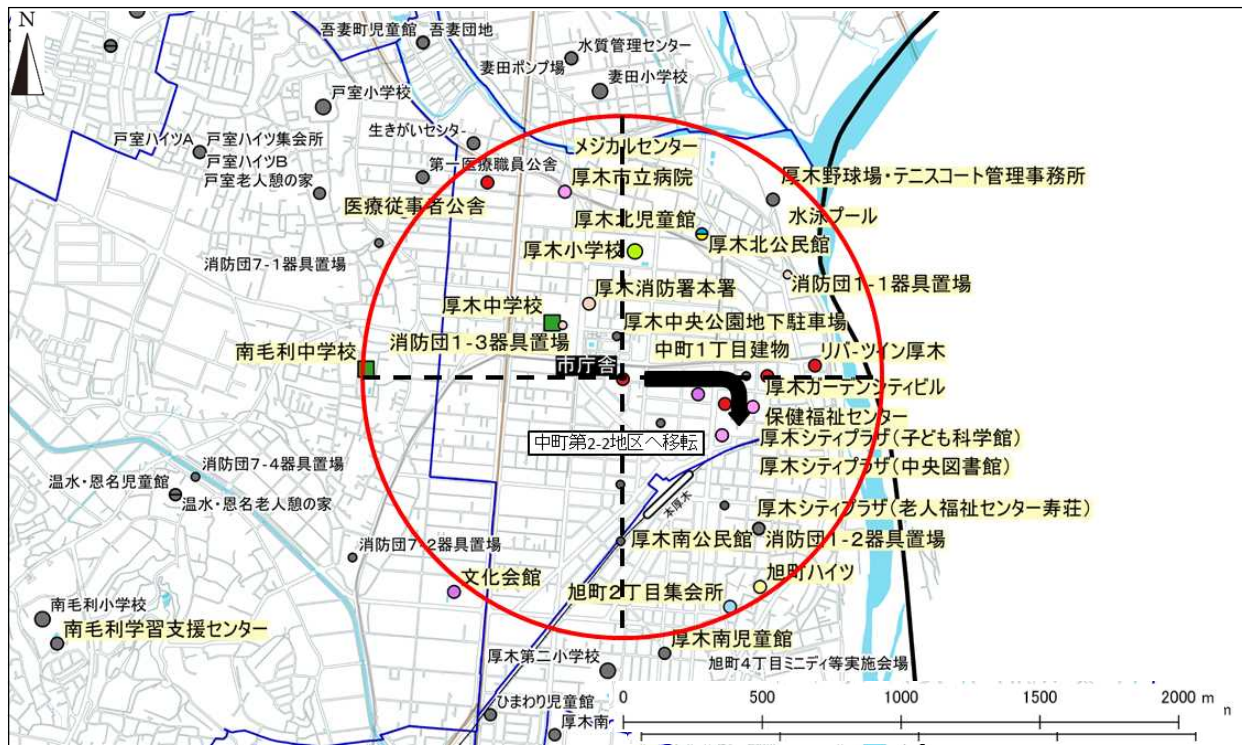 N
吾妻町児童館
吾妻団地
水質管理センター
妻田ポンプ場
妻田小学校
戸室小学校
生きがいセンター
戸室ハイツA
戸室ハイツ集会所
戸室ハイツB
戸室老人憩の家
第一医療職員公舎
メジカルセンター
厚木市立病院
厚木野球場・テニスコート管理事務所
医療従事者公舎
水泳プール
厚木北児童館
厚木北公民館
厚木小学校
消防団7-1器具置場
消防団1-1器具置場
厚木消防署本署
厚木中学校
厚木中央公園地下駐車場
消防団1-3器具置場
南毛利中学校
中町1丁目建物
リバーツイン厚木
市庁舎
厚木ガーデンシティビル
保健福祉センター
中町第2-2地区へ移転
厚木シティプラザ(子ども科学館)
厚木シティプラザ(中央図書館)
消防団7-4器具置場
温水・恩名児童館
温水・恩名老人憩の家
本厚木
厚木シティプラザ(老人福祉センター寿荘)
厚木南公民館
消防団1-2器具置場
消防団7-2器具置場
文化会館
旭町ハイツ
旭町2丁目集会所
南毛利小学校
南毛利学習支援センター
厚木南児童館
厚木第二小学校
旭町4丁目ミニデイ等実施会場
ひまわり児童館
厚木南
0 500 1000 1500 2000 m